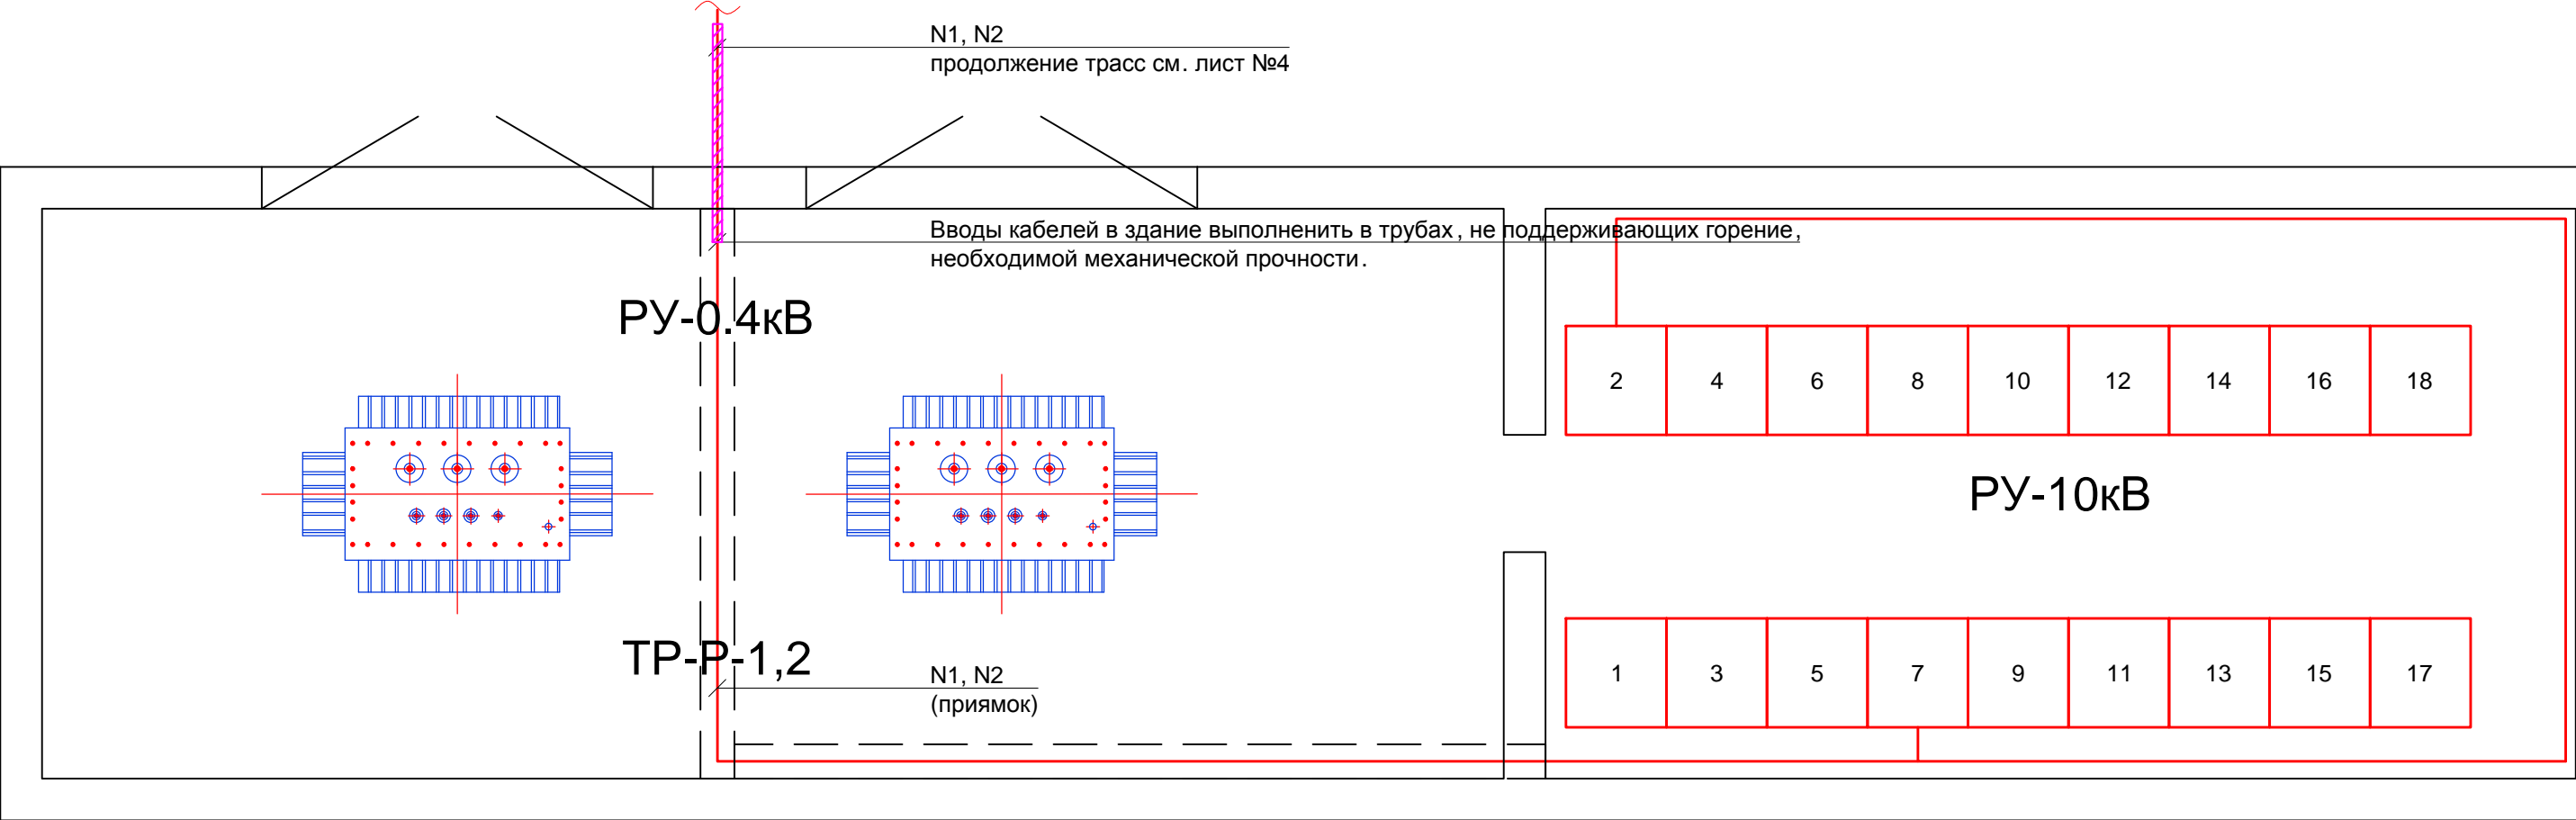 N1, N2
продолжение трасс см. лист №4
Вводы кабелей в здание выполненить в трубах, не поддерживающих горение,
необходимой механической прочности.
РУ-0.4кВ
2 4 6 8 10 12 14 16 18
РУ-10кВ
ТР-Р-1,2
N1, N2
(приямок)
1 3 5 7 9 11 13 15 17